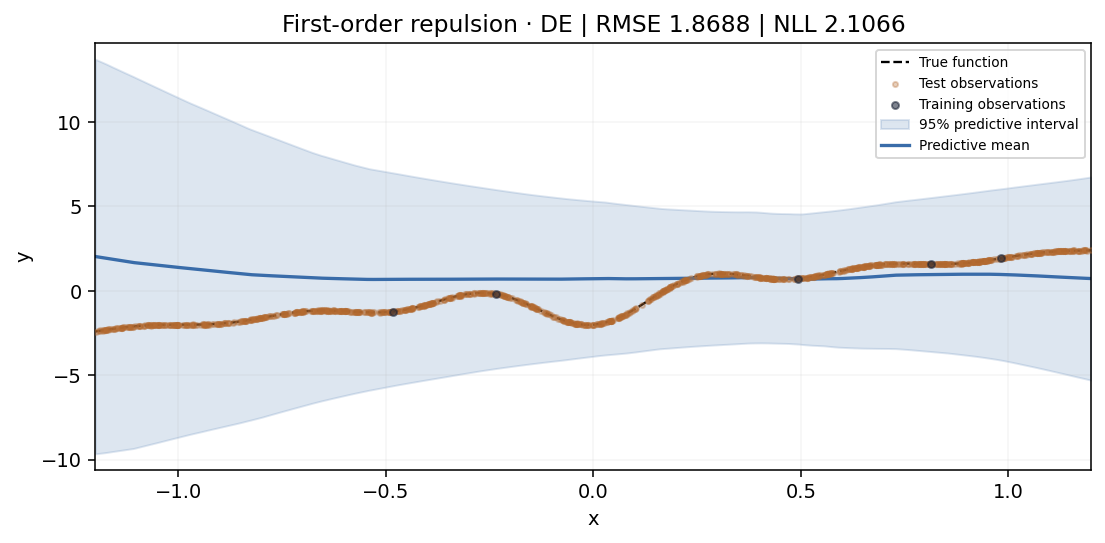 First-order repulsion · DE | RMSE 1.8688 | NLL 2.1066
True function
Test observations
Training observations
95% predictive interval
Predictive mean
10
5
0
−5
−10
y
−1.0 −0.5 0.0 0.5 1.0
x